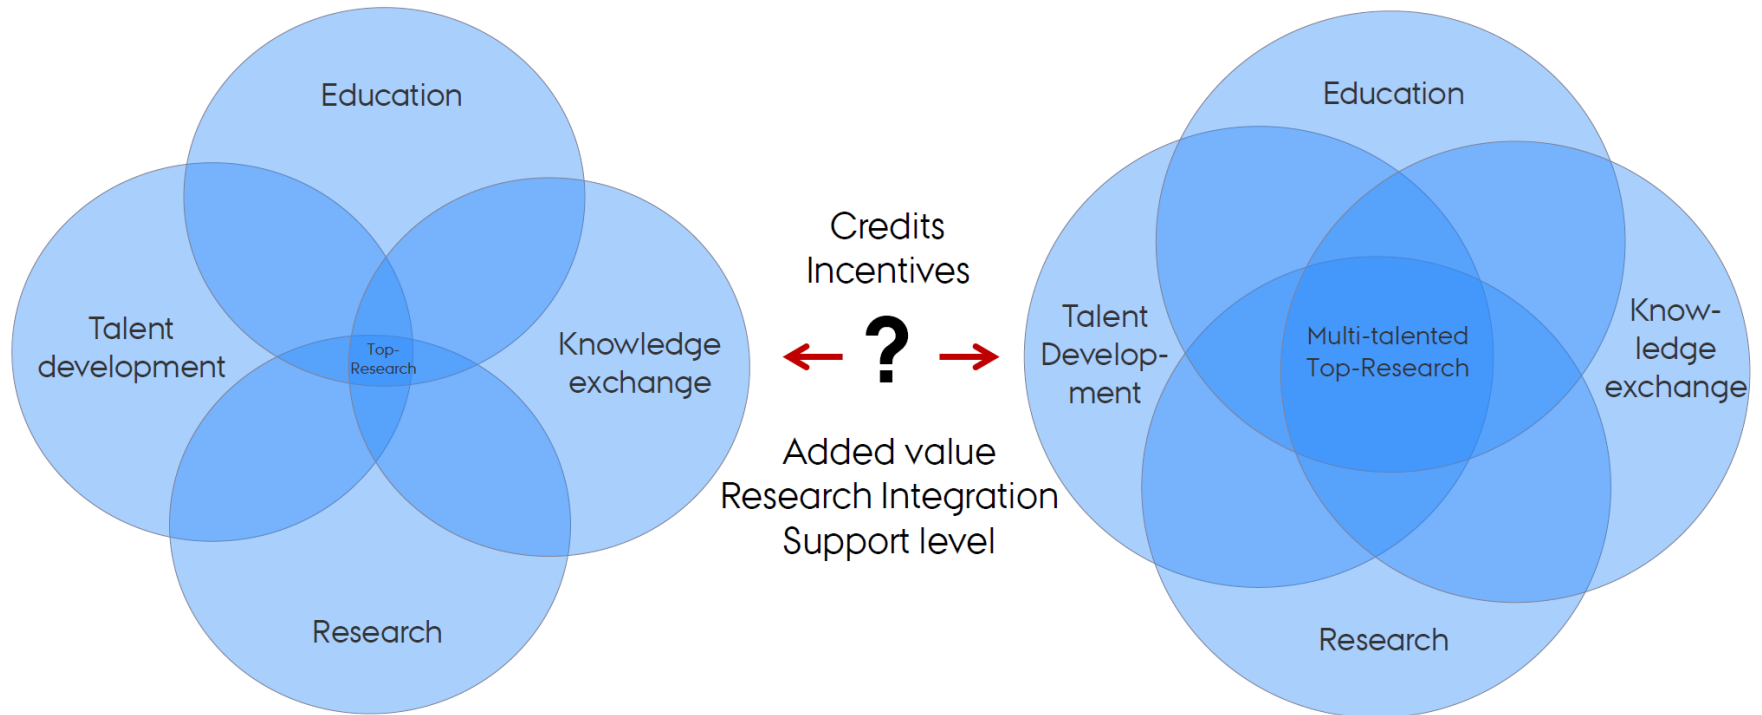 Education
Talent
development
Top-
Research
Knowledge
exchange
Research
Credits
Incentives
?
Added value
Research Integration
Support level
Education
Talent
Develop-
ment
Multi-talented
Top-Research
Know-
ledge
exchange
Research